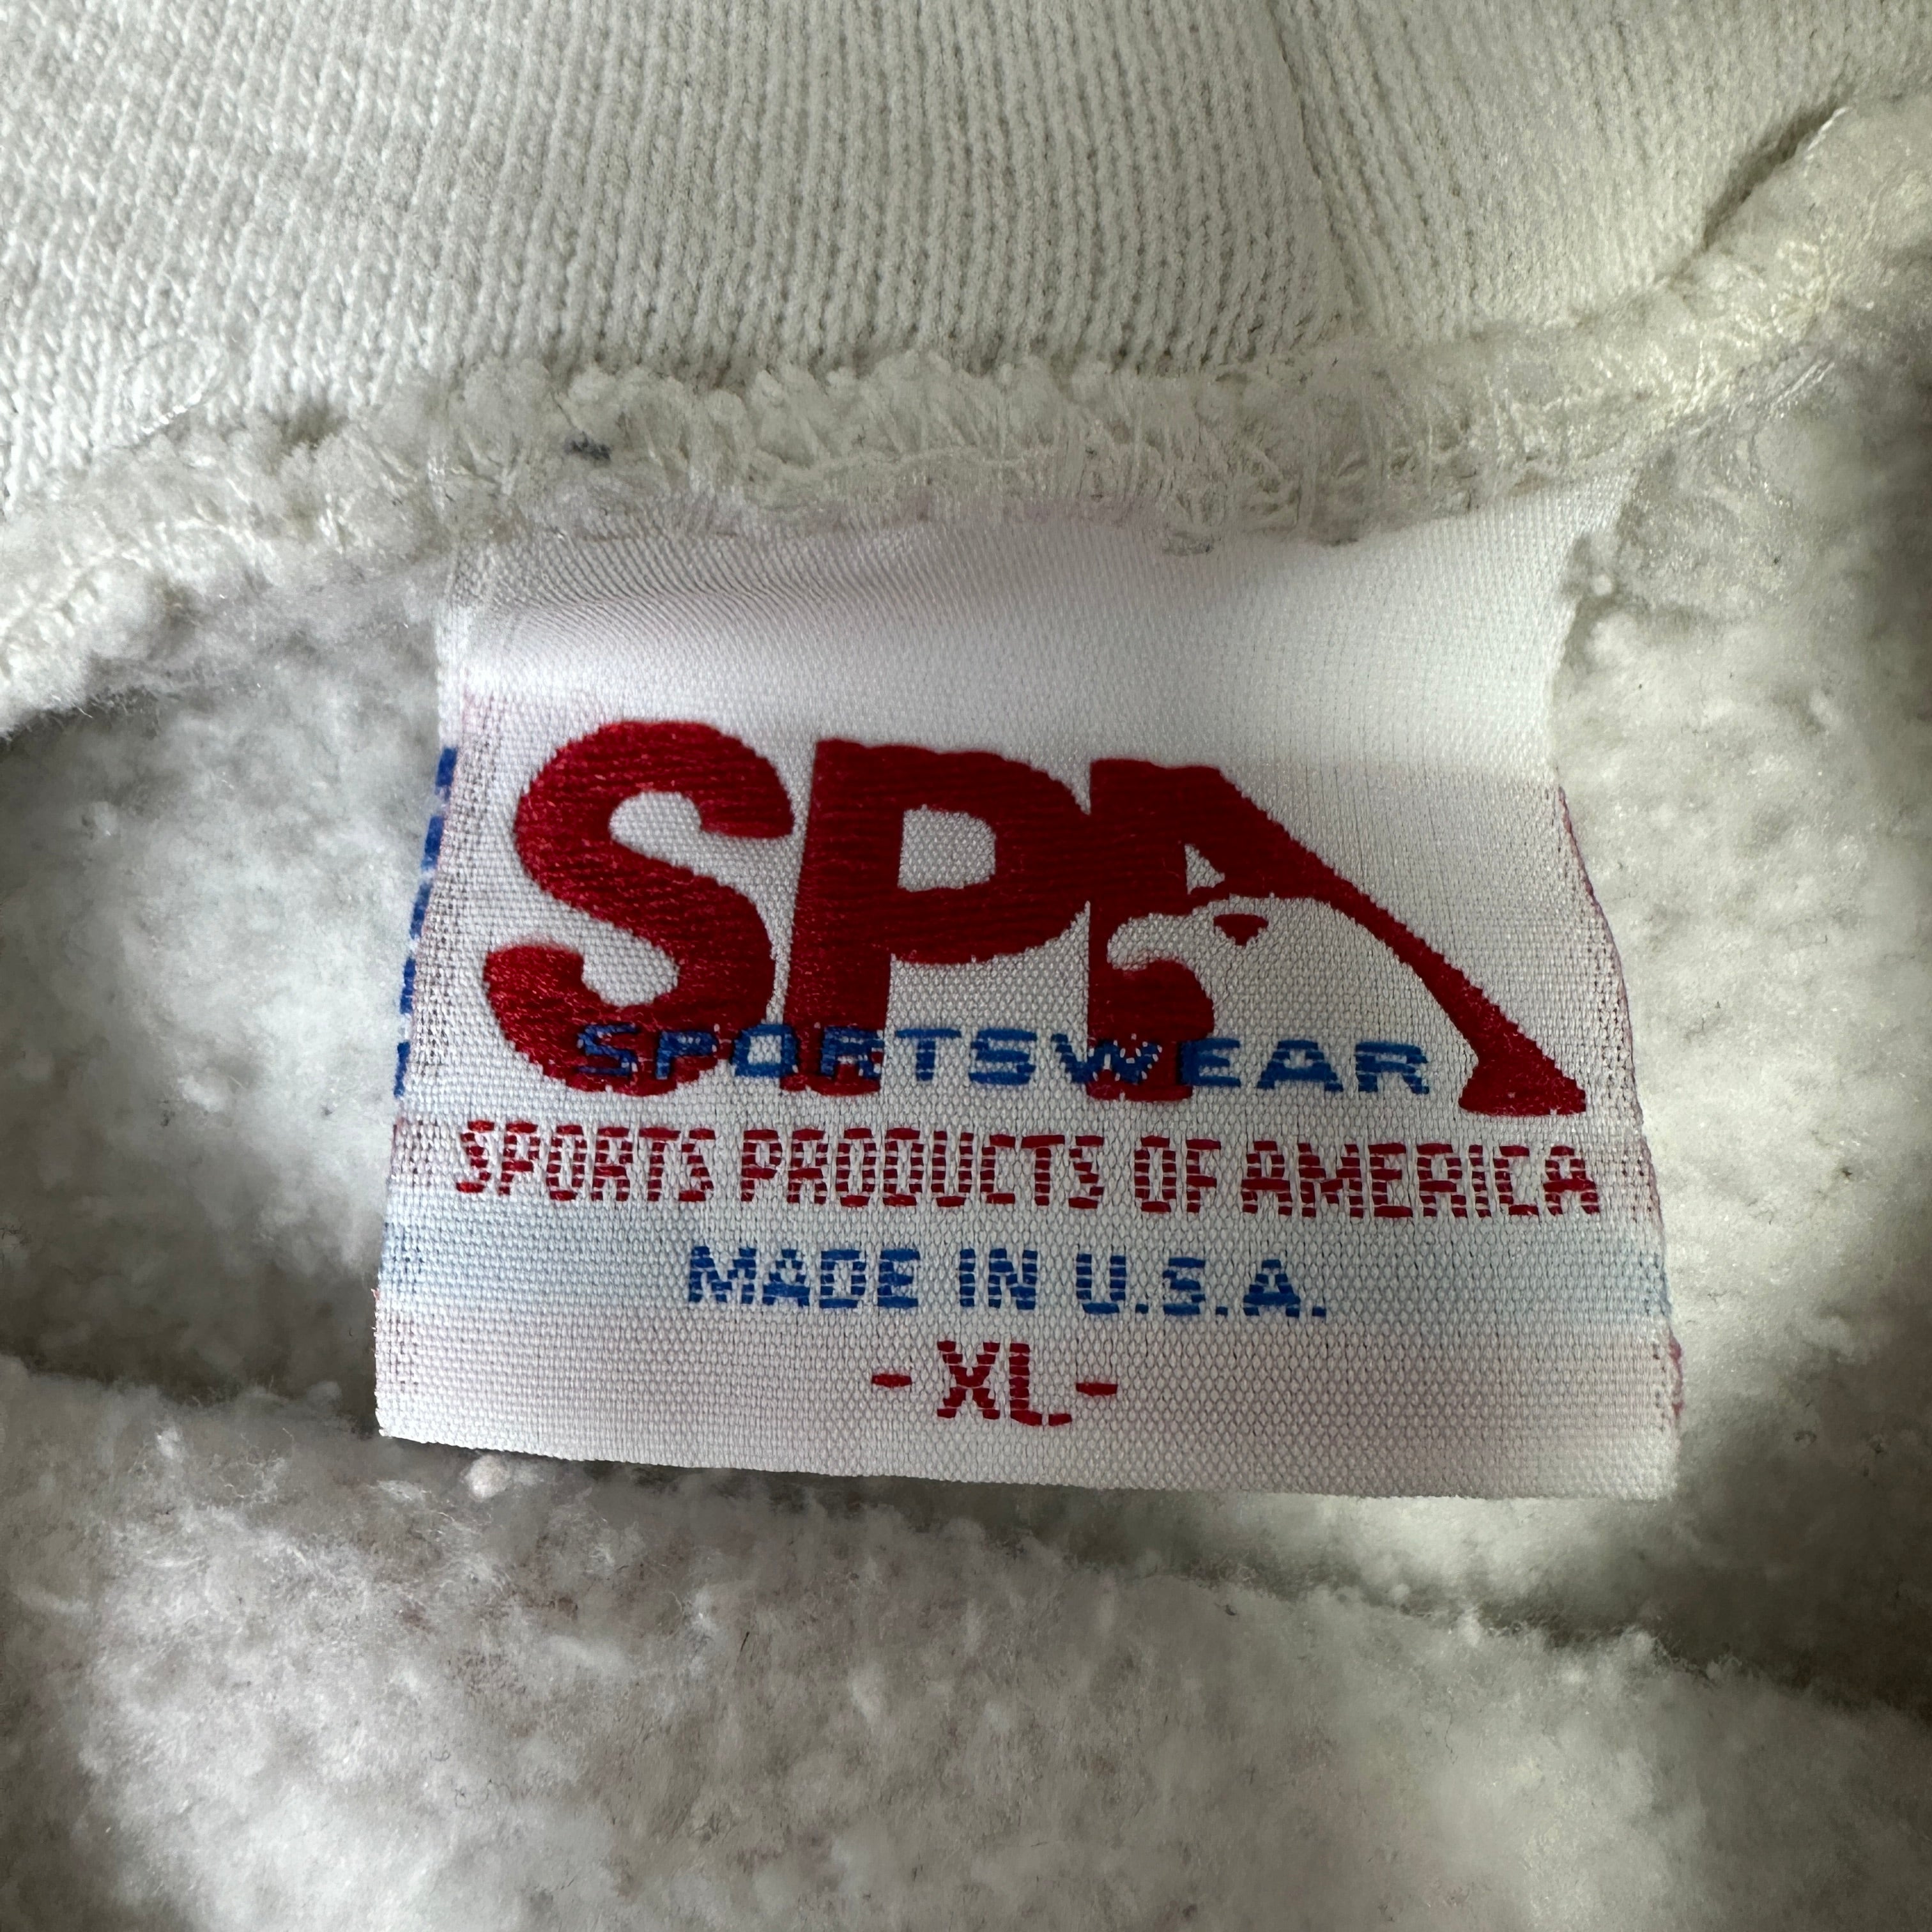 SPA
SPORTSWEAR
SPORTS PRODUCTS OF AMERICA
MADE IN U.S.A.
-XL-